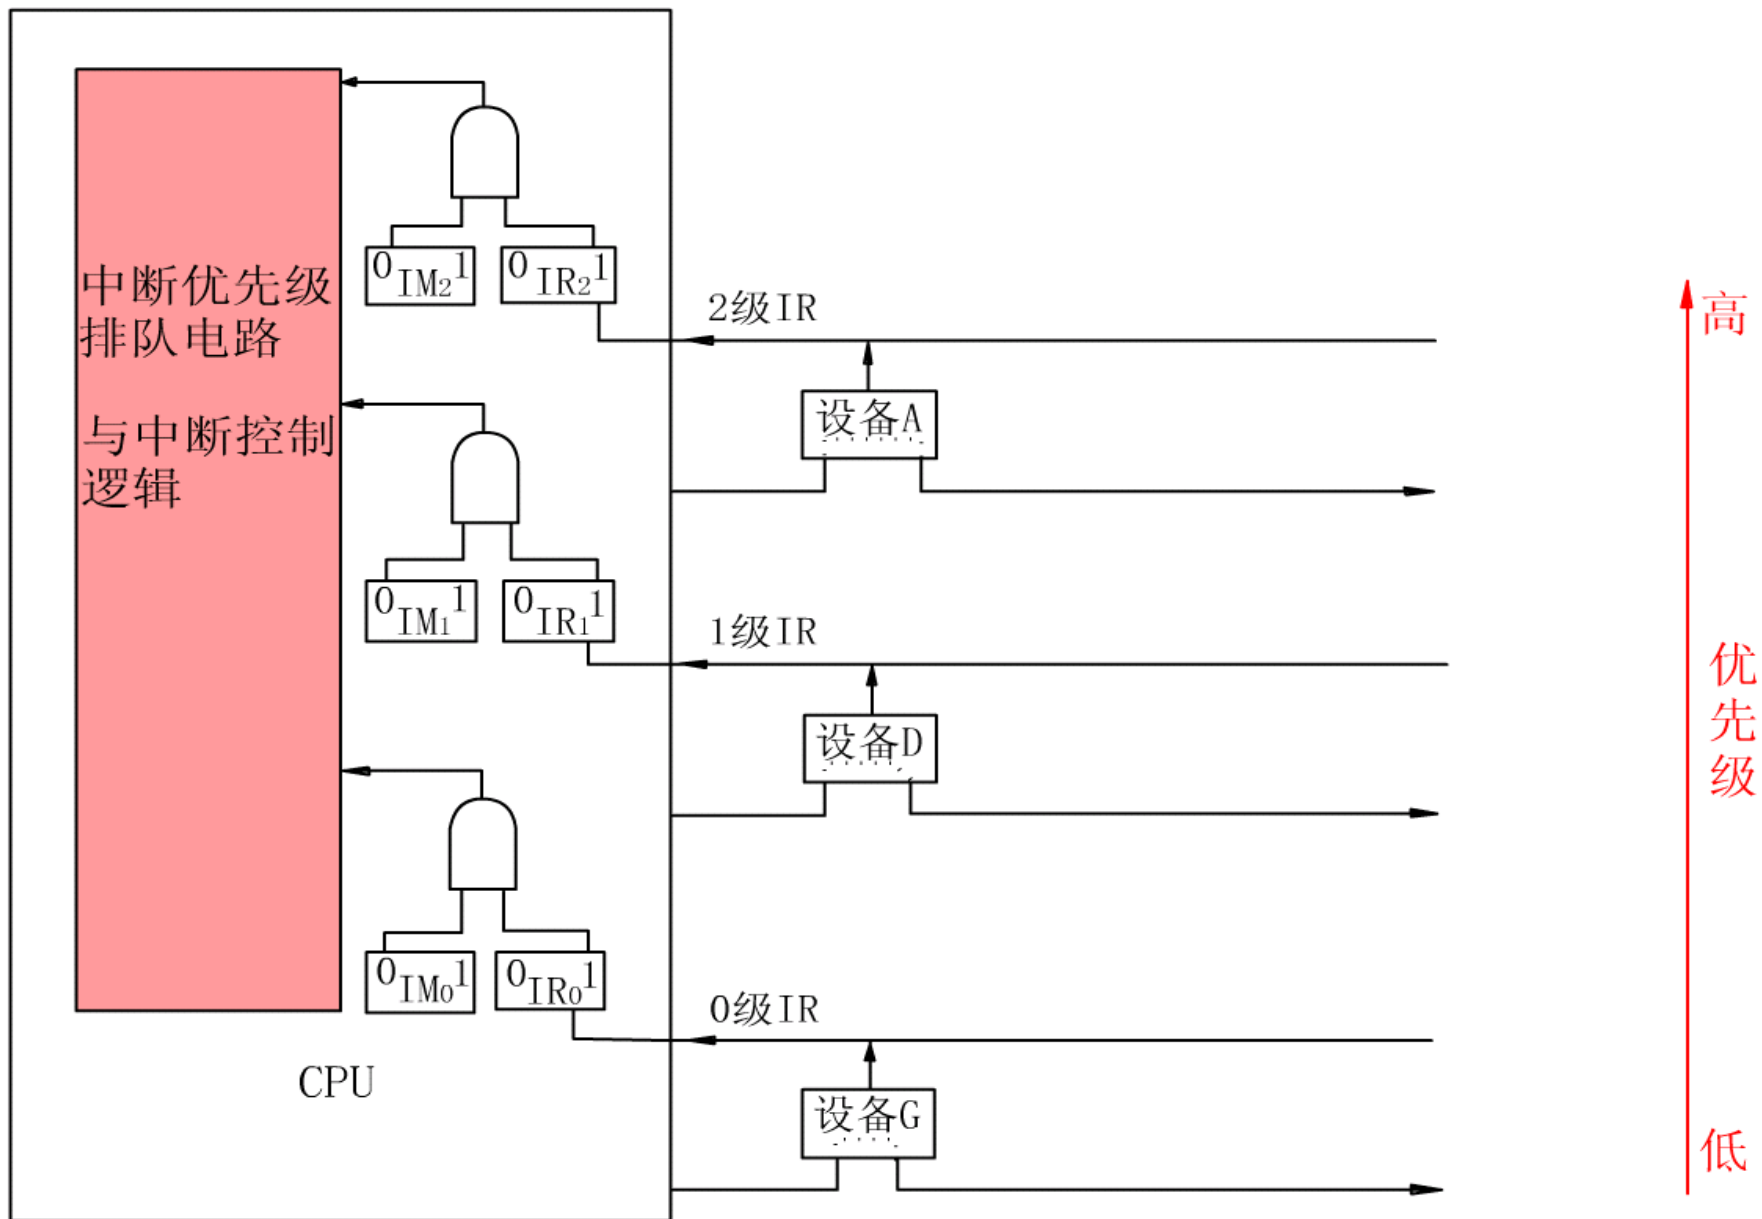 中断优先级
排队电路
与中断控制
逻辑
0 IM2 1
0 IR2 1
2级IR
设备A
0 IM1 1
0 IR1 1
1级IR
设备D
0 IM0 1
0 IR0 1
0级IR
设备G
CPU
高
优
先
级
低